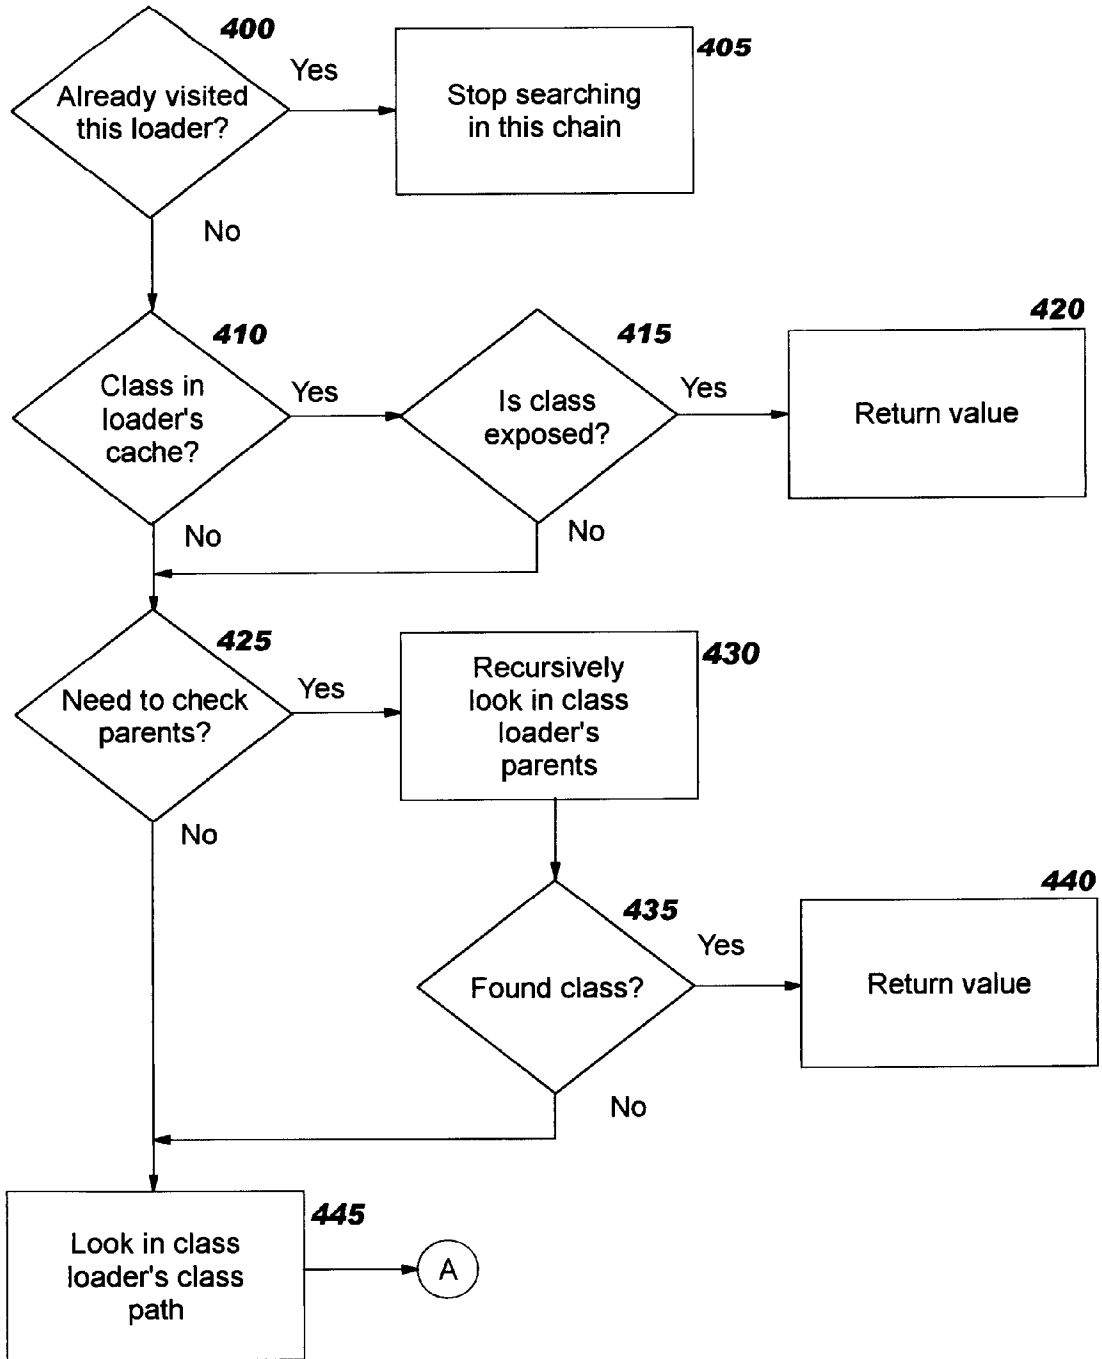 400
Already visited
this loader?
Yes
405
Stop searching
in this chain
No
410
Class in
loader's
cache?
Yes
415
Is class
exposed?
Yes
420
Return value
No
No
425
Need to check
parents?
Yes
430
Recursively
look in class
loader's
parents
No
435
Found class?
Yes
440
Return value
No
445
Look in class
loader's class
path
A